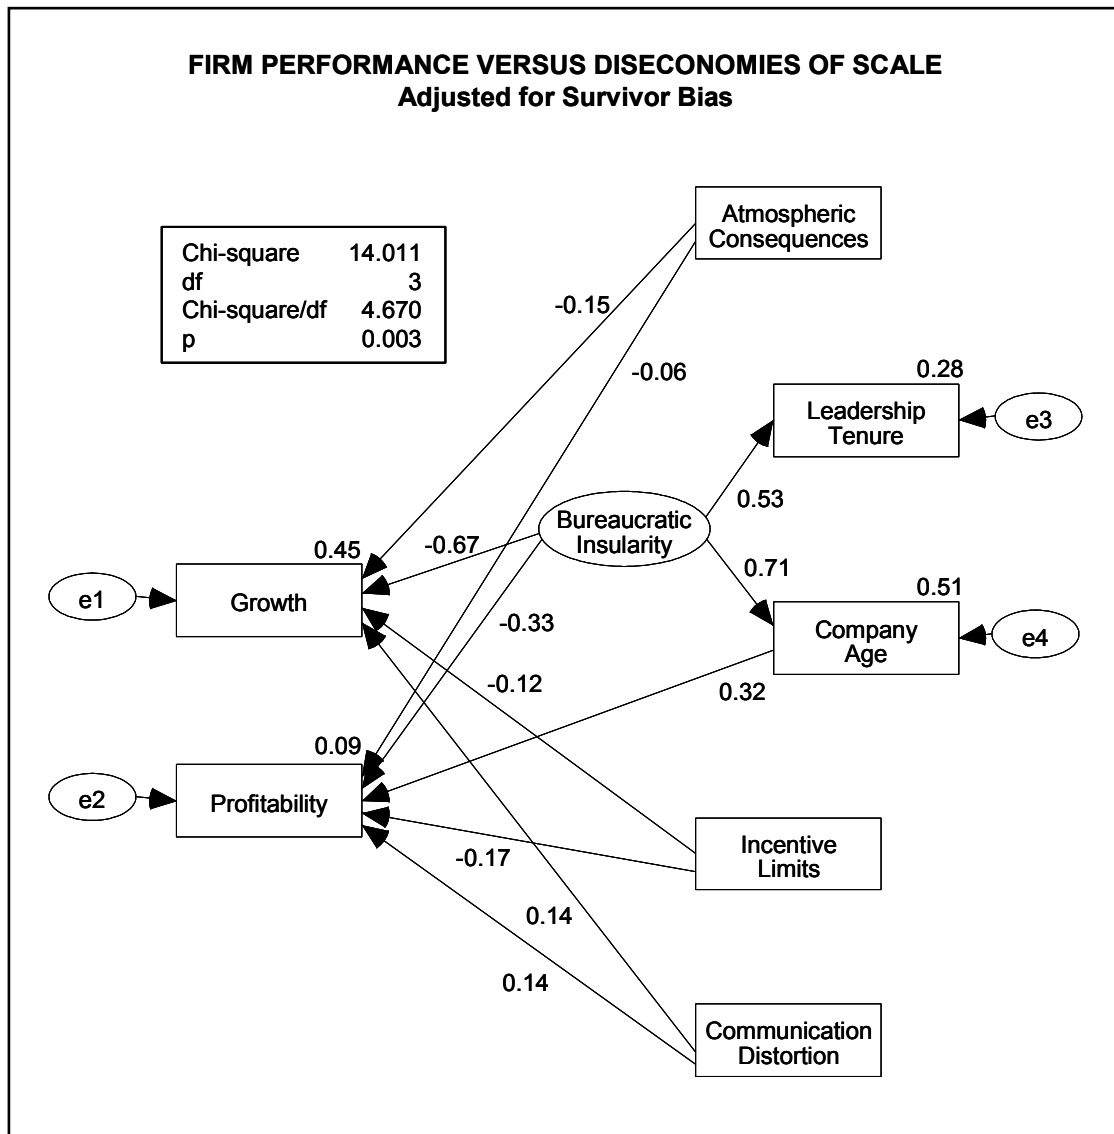 FIRM PERFORMANCE VERSUS DISECONOMIES OF SCALE
Adjusted for Survivor Bias
Atmospheric
Consequences
Chi-square 14.011
df 3
Chi-square/df 4.670
p 0.003
-0.15
-0.06
0.28
Leadership
Tenure
e3
0.53
Bureaucratic
Insularity
-0.67
0.45
0.71
e1
Growth
0.51
-0.33
Company
Age
e4
-0.12
0.32
0.09
e2
Profitability
Incentive
Limits
-0.17
0.14
0.14
Communication
Distortion